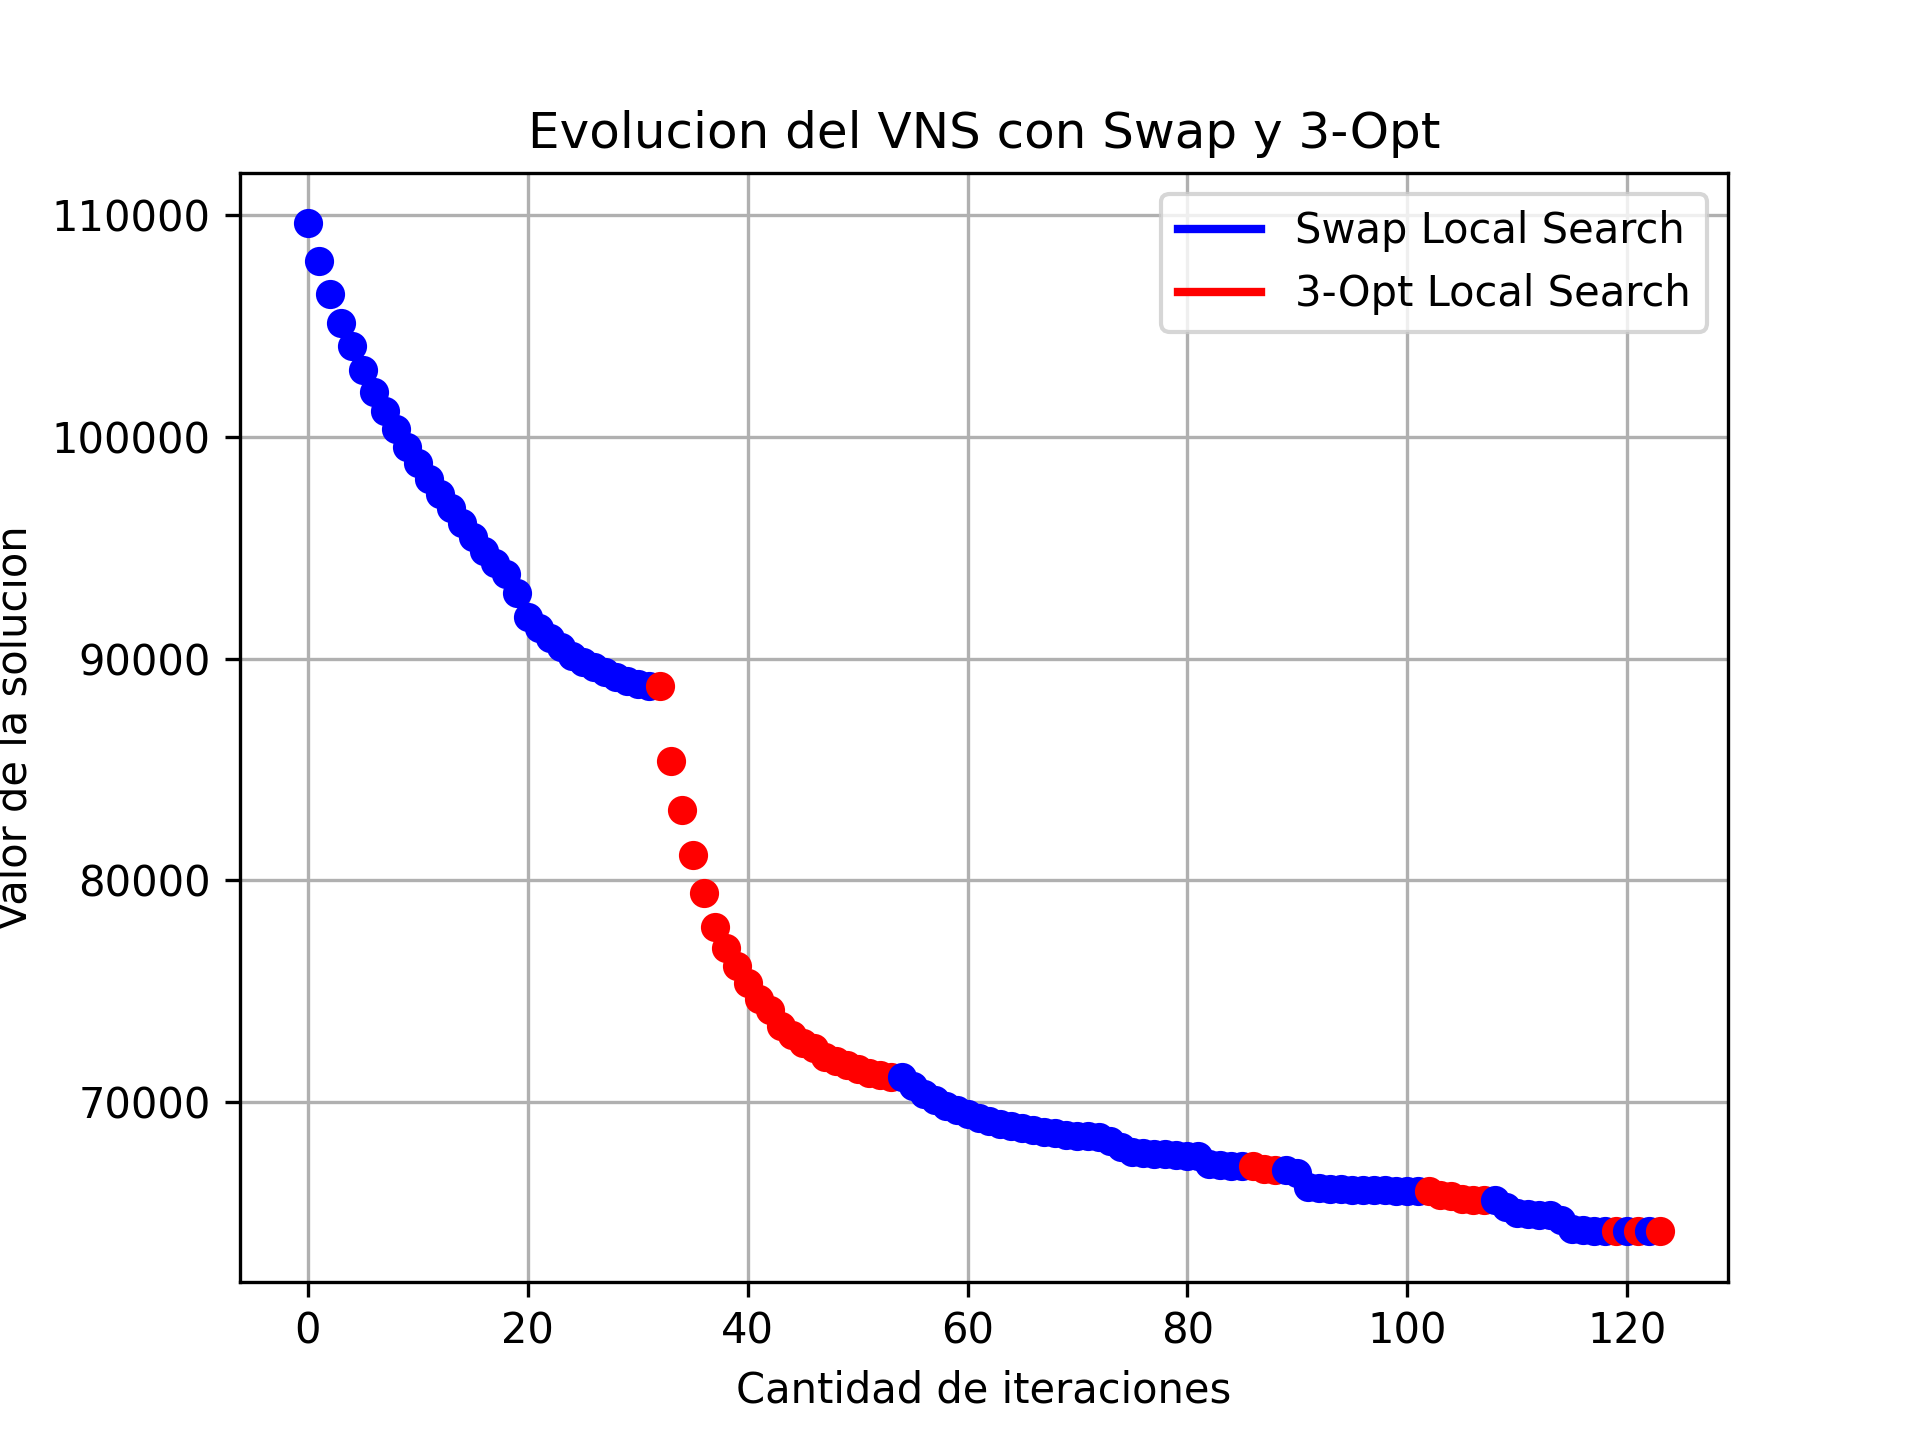 Evolucion del VNS con Swap y 3-Opt
Swap Local Search
3-Opt Local Search
110000
100000
90000
80000
70000
Valor de la solucion
0 20 40 60 80 100 120
Cantidad de iteraciones